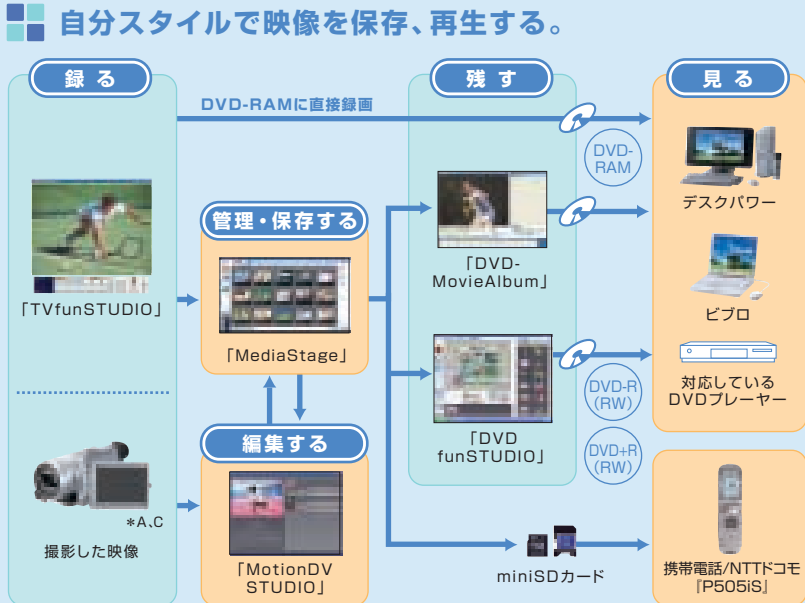 自分スタイルで映像を保存、再生する。
録る
残す
見る
DVD-RAMに直接録画
DVD-
RAM
デスクパワー
「TVfunSTUDIO」
管理・保存する
「MediaStage」
「DVD-
MovieAlbum」
ビブロ
対応している
DVDプレーヤー
DVD-R
(RW)
編集する
「DVD
funSTUDIO」
DVD+R
(RW)
*A、C
撮影した映像
「MotionDV
STUDIO」
miniSDカード
携帯電話/NTTドコモ
『P505iS』